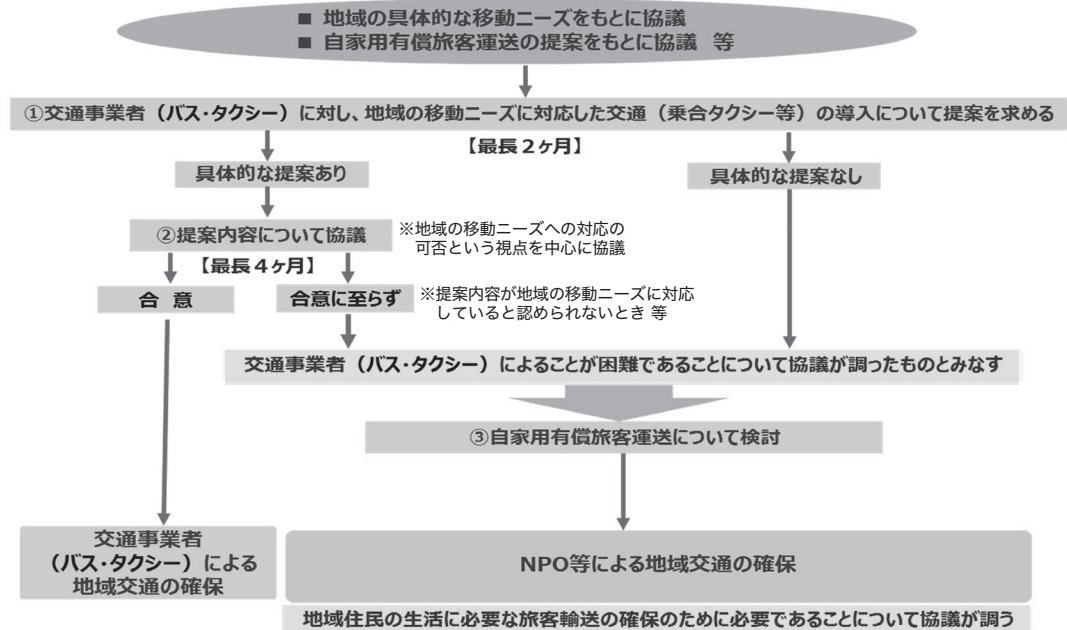 ■ 地域の具体的な移動ニーズをもとに協議
■ 自家用有償旅客運送の提案をもとに協議 等
①交通事業者（バス・タクシー）に対し、地域の移動ニーズに対応した交通（乗合タクシー等）の導入について提案を求める
【最長２ヶ月】
具体的な提案あり
具体的な提案なし
②提案内容について協議
※地域の移動ニーズへの対応の
可否という視点を中心に協議
【最長４ヶ月】
合 意
合意に至らず
※提案内容が地域の移動ニーズに対応
していると認められないとき 等
交通事業者（バス・タクシー）によることが困難であることについて協議が調ったものとみなす
③自家用有償旅客運送について検討
交通事業者
（バス・タクシー）による
地域交通の確保
NPO等による地域交通の確保
地域住民の生活に必要な旅客輸送の確保のために必要であることについて協議が調う